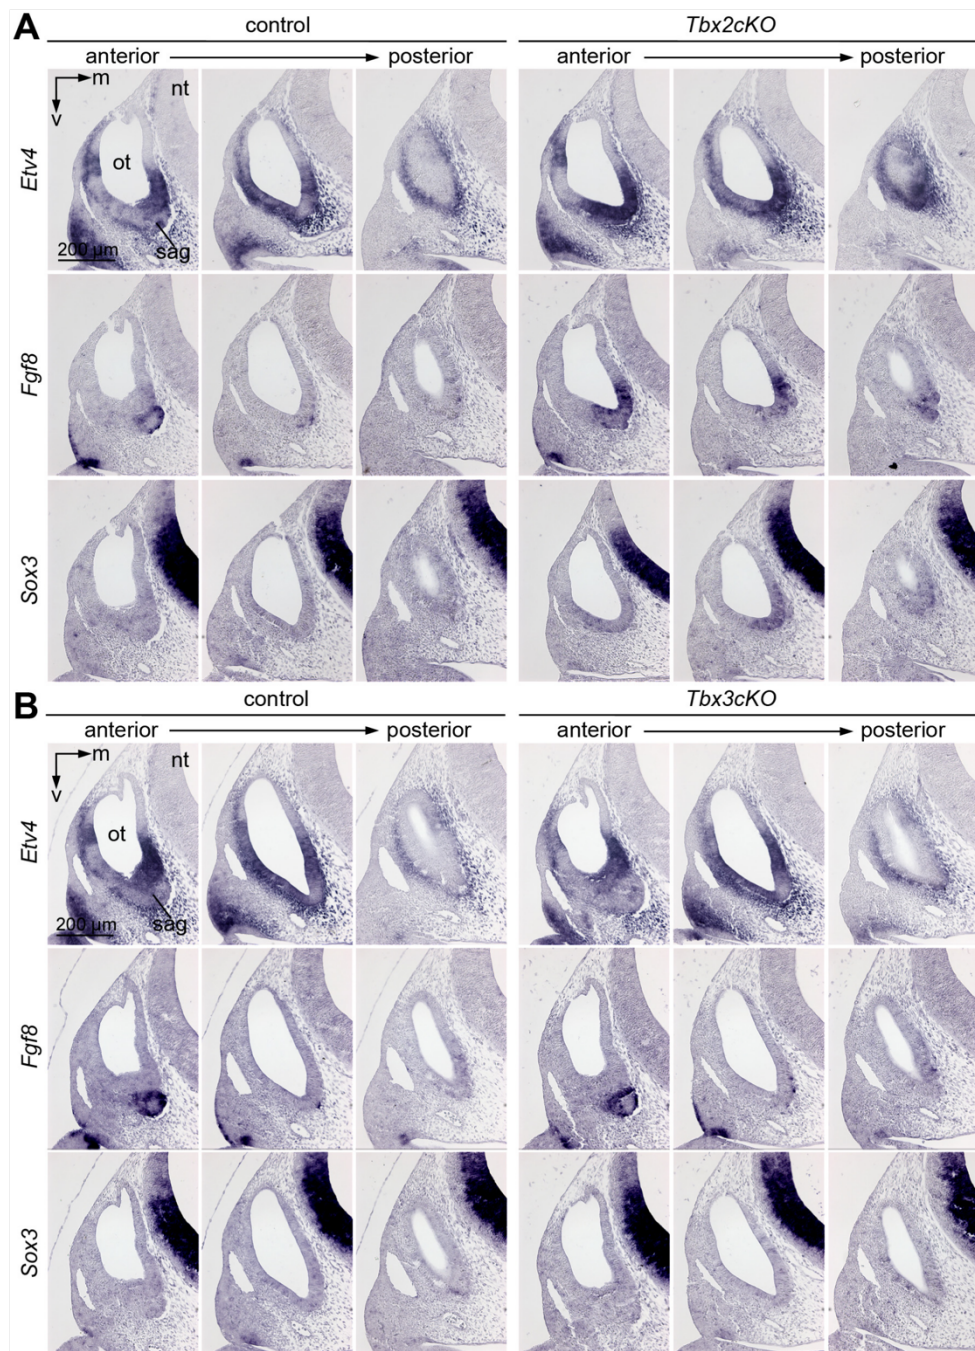 A
control Tbx2cKO
anterior posterior anterior posterior
m
nt
v
Etv4
ot
200 µm
sag
Fgf8
Sox3
B
control Tbx3cKO
anterior posterior anterior posterior
m
nt
v
Etv4
ot
200 µm
sag
Fgf8
Sox3